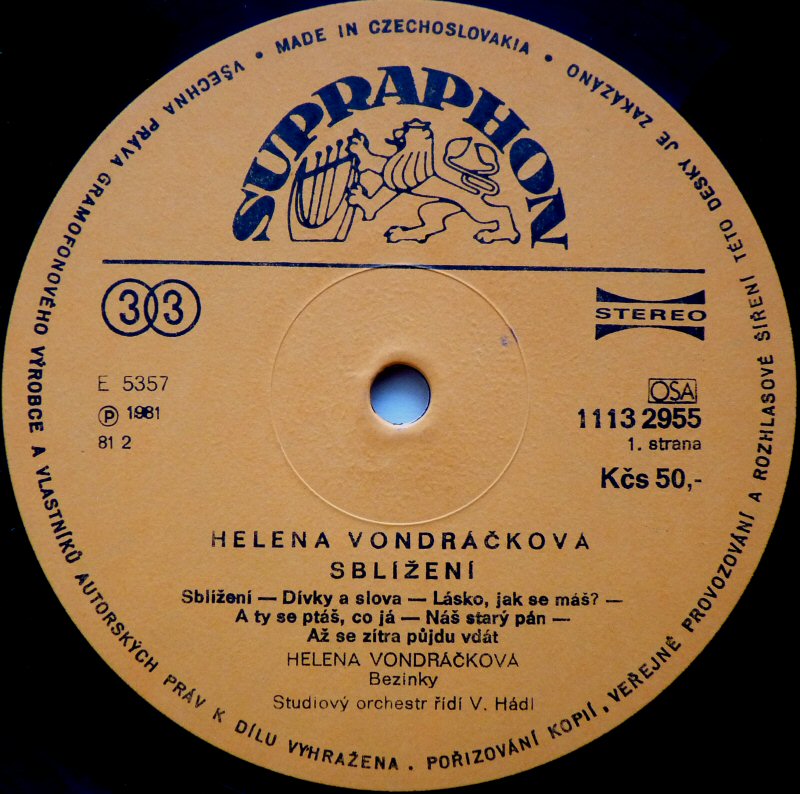 VŠECHNA PRÁVA GRAMOFONOVÉHO VÝROBCE A VLASTNÍKŮ AUTORSKÝCH PRÁV K DÍLU VYHRAŽENA . POŘIZOVÁNÍ KOPIÍ, VEŘEJNÉ PROVOZOVÁNÍ A ROZHLASOVÉ ŠÍŘENÍ TÉTO DESKY JE ZAKÁZÁNO
• MADE IN CZECHOSLOVAKIA •
SUPRAPHON
33
STEREO
E 5357
OSA
Ⓟ 1981
1113 2955
81 2
1. strana
Kčs 50,-
HELENA VONDRÁČKOVA
SBLÍŽENÍ
Sblížení — Dívky a slova — Lásko, jak se máš? —
A ty se ptáš, co já — Náš starý pán —
Až se zítra půjdu vdát
HELENA VONDRÁČKOVA
Bezinky
Studiový orchestr řídí V. Hádl